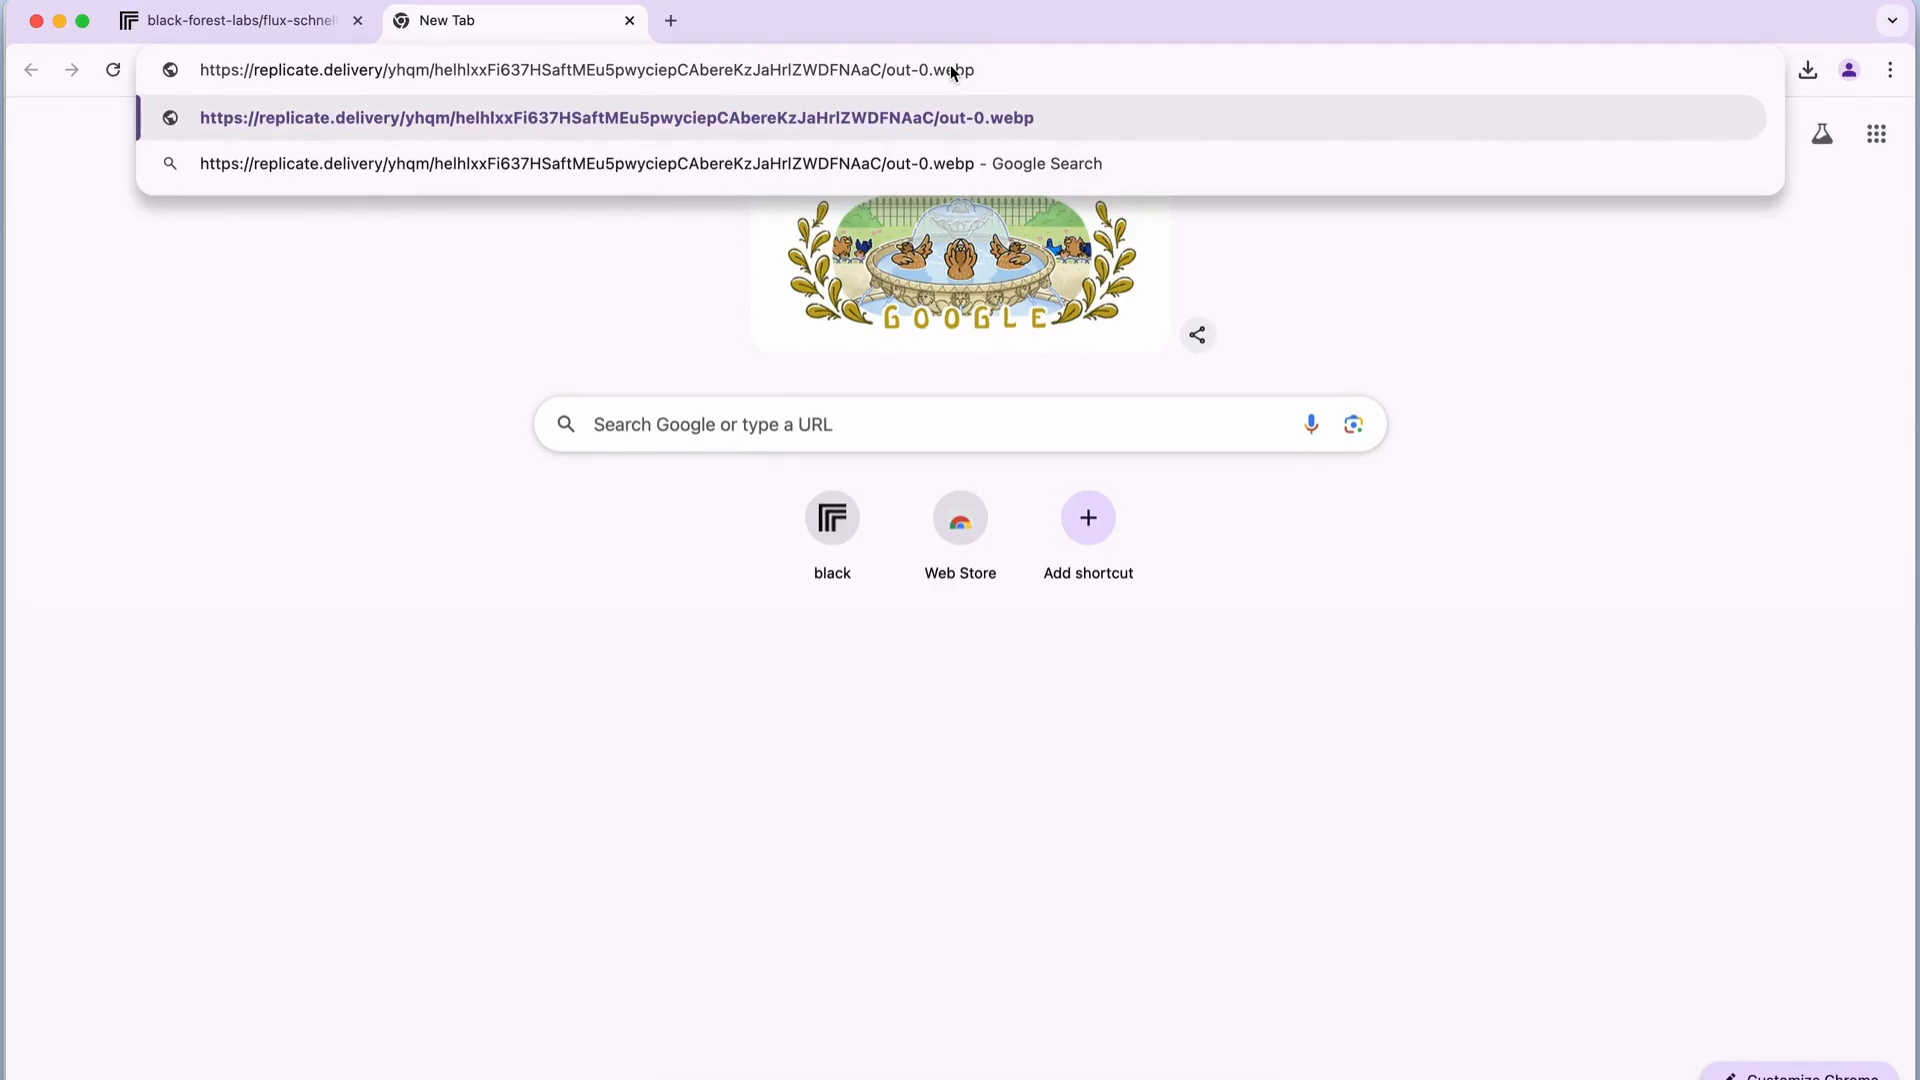 black-forest-labs/flux-schnel
New Tab
https://replicate.delivery/yhqm/helhlxxFi637HSaftMEu5pwyciepCAbereKzJaHrlZWDFNAaC/out-0.webp
https://replicate.delivery/yhqm/helhlxxFi637HSaftMEu5pwyciepCAbereKzJaHrlZWDFNAaC/out-0.webp
https://replicate.delivery/yhqm/helhlxxFi637HSaftMEu5pwyciepCAbereKzJaHrlZWDFNAaC/out-0.webp - Google Search
GOOGLE
Search Google or type a URL
black
Web Store
Add shortcut
Customize Chrome